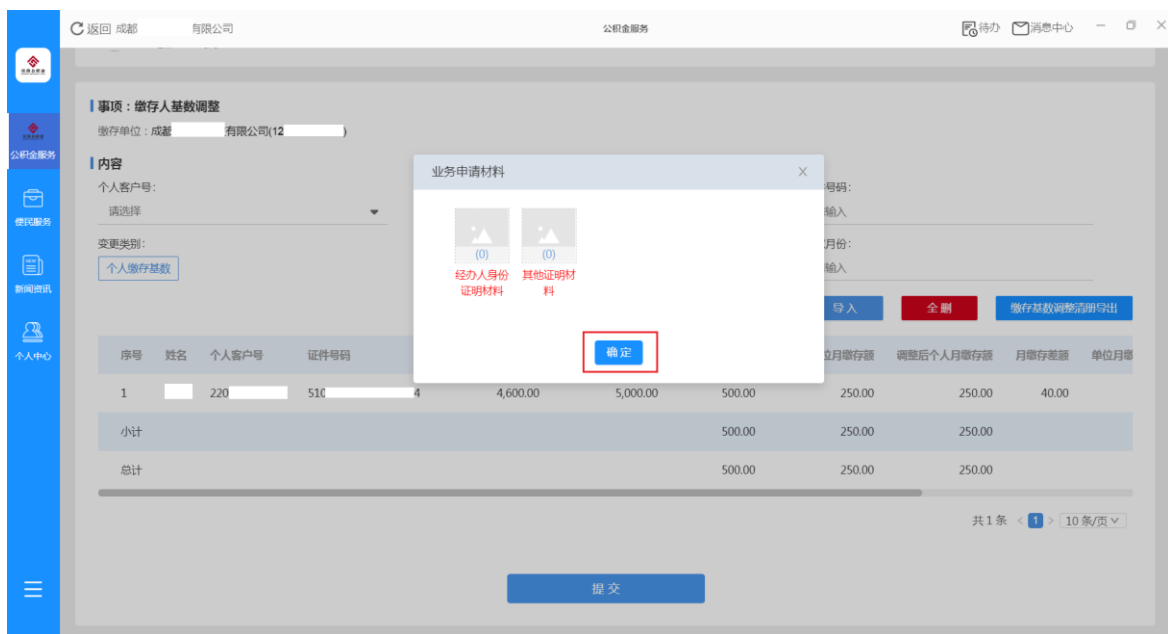 返回 成都 有限公司
公积金服务
待办 消息中心
事项：缴存人基数调整
缴存单位：成都 有限公司(12 )
公积金服务
内容
业务申请材料
个人客户号：
号码：
请选择
输入
便民服务
变更类别：
月份：
(0) (0)
个人缴存基数
输入
经办人身份证明材料
其他证明材料
新闻资讯
导入 全删 缴存基数调整清册导出
确定
个人中心
序号 姓名 个人客户号 证件号码 位月缴存额 调整后个人月缴存额 月缴存差额 单位月缴
1 220 510 4 4,600.00 5,000.00 500.00 250.00 250.00 40.00
小计 500.00 250.00 250.00
总计 500.00 250.00 250.00
共1条 < 1 > 10条/页
提交